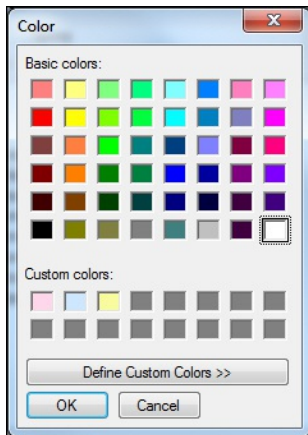 Color
Basic colors:
Custom colors:
Define Custom Colors >>
OK Cancel